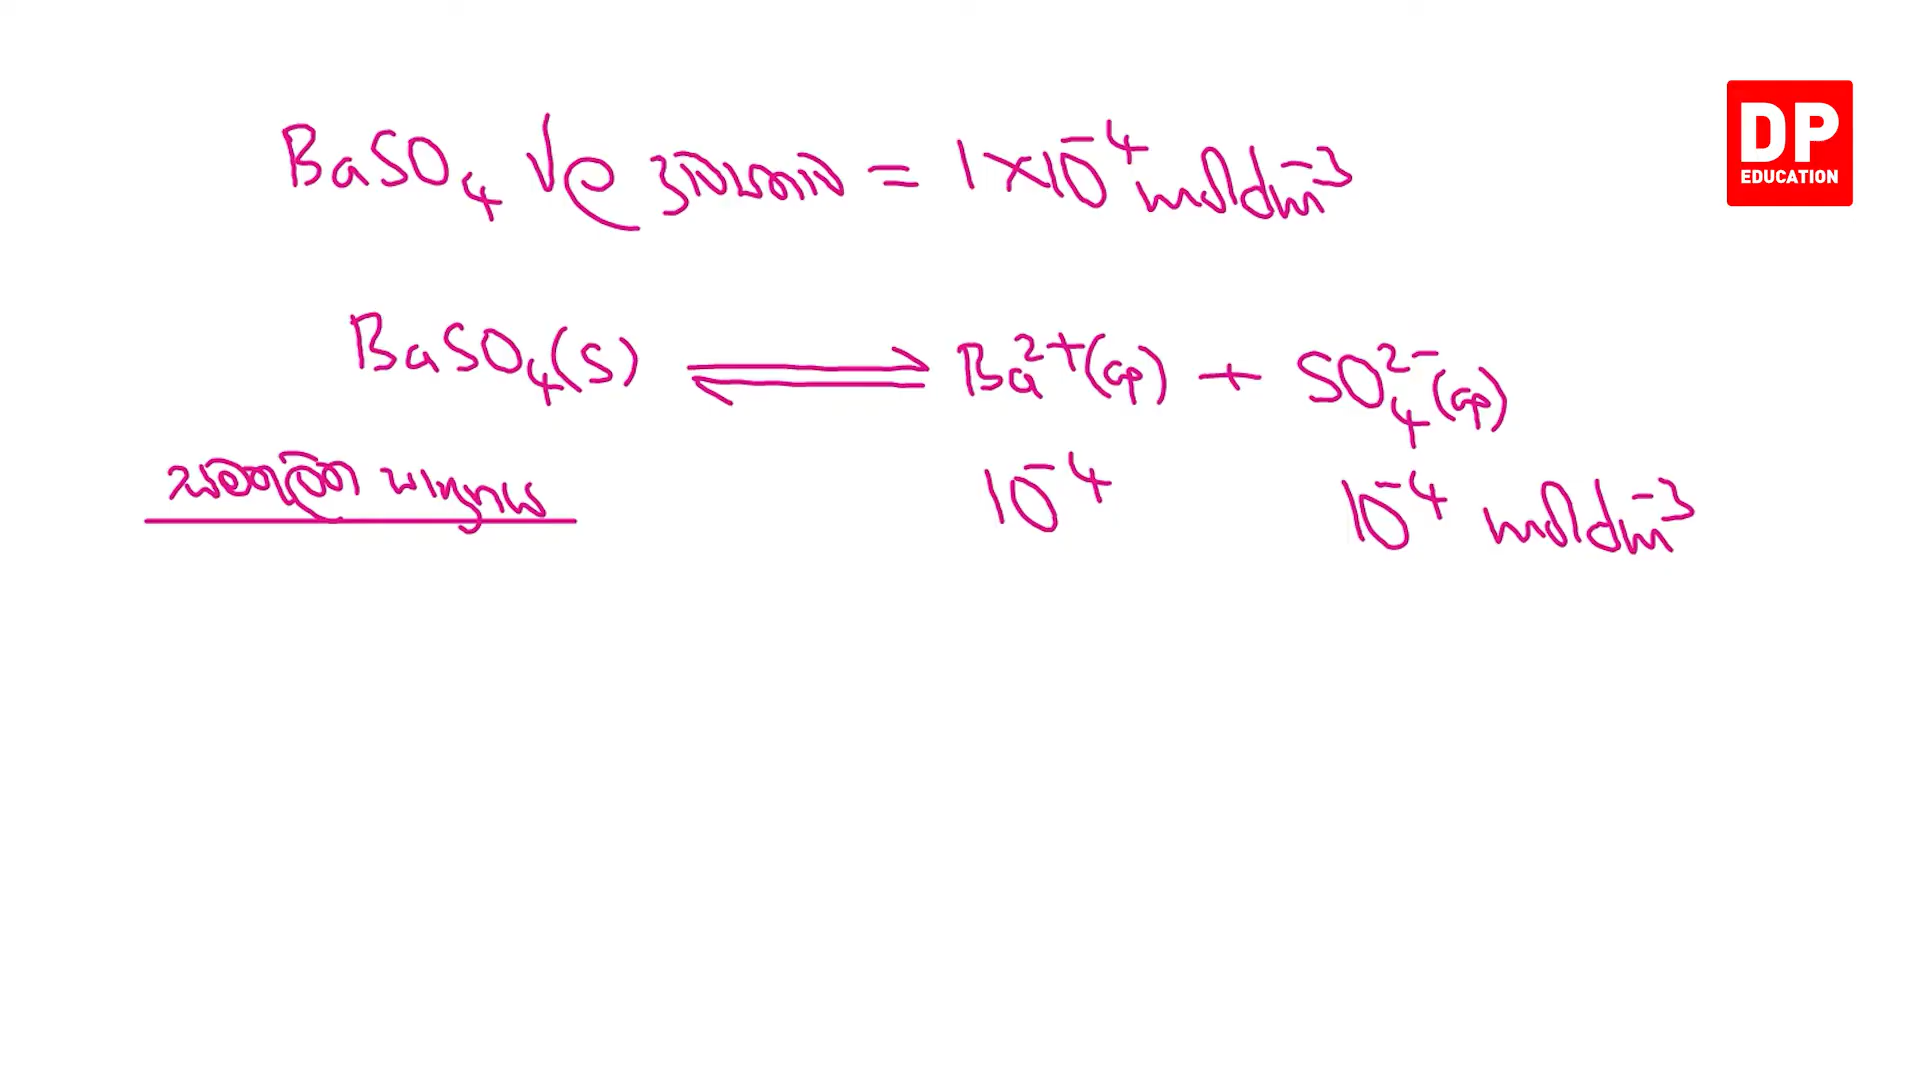 BaSO₄ වල ද්‍රාව්‍යතාව = 1×10⁻⁴ moldm⁻³
DP
EDUCATION
BaSO₄(s) ⇌ Ba²⁺(aq) + SO₄²⁻(aq)
10⁻⁴ 10⁻⁴ moldm⁻³